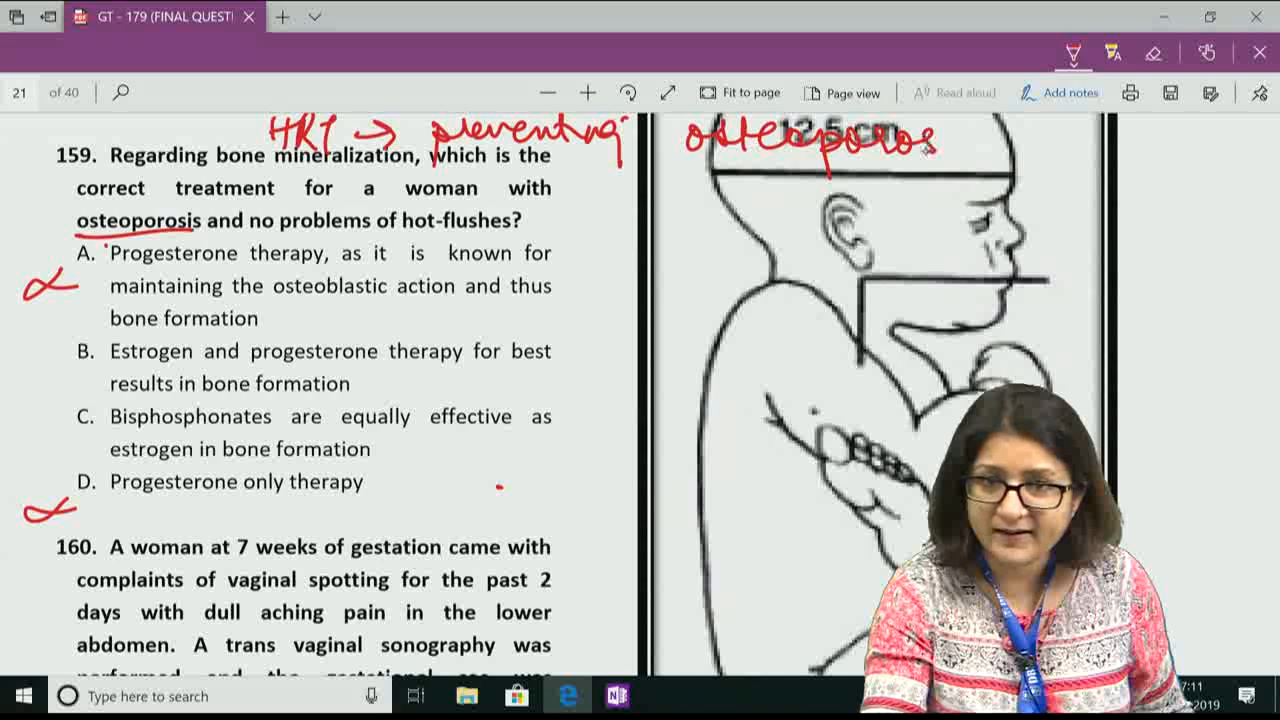 GT - 179 (FINAL QUEST
21 of 40
Fit to page
Page view
Read aloud
Add notes
HRT → preventing osteoporos
12.5 cm
159. Regarding bone mineralization, which is the
correct treatment for a woman with
osteoporosis and no problems of hot-flushes?
A. Progesterone therapy, as it is known for
maintaining the osteoblastic action and thus
bone formation
B. Estrogen and progesterone therapy for best
results in bone formation
C. Bisphosphonates are equally effective as
estrogen in bone formation
D. Progesterone only therapy
160. A woman at 7 weeks of gestation came with
complaints of vaginal spotting for the past 2
days with dull aching pain in the lower
abdomen. A trans vaginal sonography was
Type here to search
7:11
2019